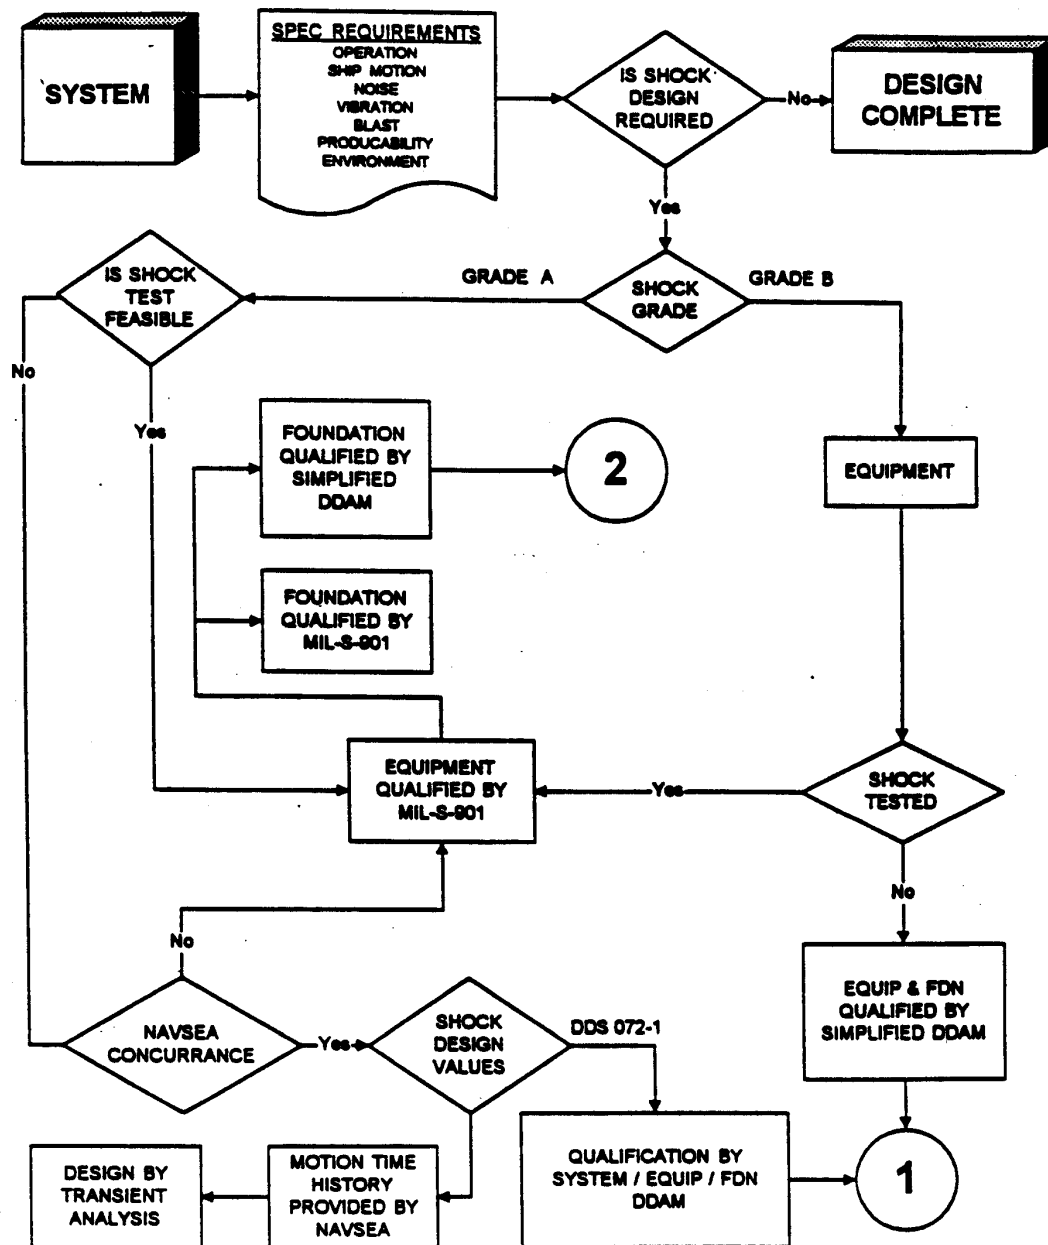 SYSTEM
SPEC REQUIREMENTS
OPERATION
SHIP MOTION
NOISE
VIBRATION
BLAST
PRODUCABILITY
ENVIRONMENT
IS SHOCK
DESIGN
REQUIRED
No
DESIGN
COMPLETE
Yes
IS SHOCK
TEST
FEASIBLE
GRADE A
SHOCK
GRADE
GRADE B
No
Yes
FOUNDATION
QUALIFIED BY
SIMPLIFIED
DDAM
2
EQUIPMENT
FOUNDATION
QUALIFIED BY
MIL-S-901
EQUIPMENT
QUALIFIED BY
MIL-S-901
Yes
SHOCK
TESTED
No
No
EQUIP & FDN
QUALIFIED BY
SIMPLIFIED DDAM
NAVSEA
CONCURRANCE
Yes
SHOCK
DESIGN
VALUES
DDS 072-1
DESIGN BY
TRANSIENT
ANALYSIS
MOTION TIME
HISTORY
PROVIDED BY
NAVSEA
QUALIFICATION BY
SYSTEM / EQUIP / FDN
DDAM
1